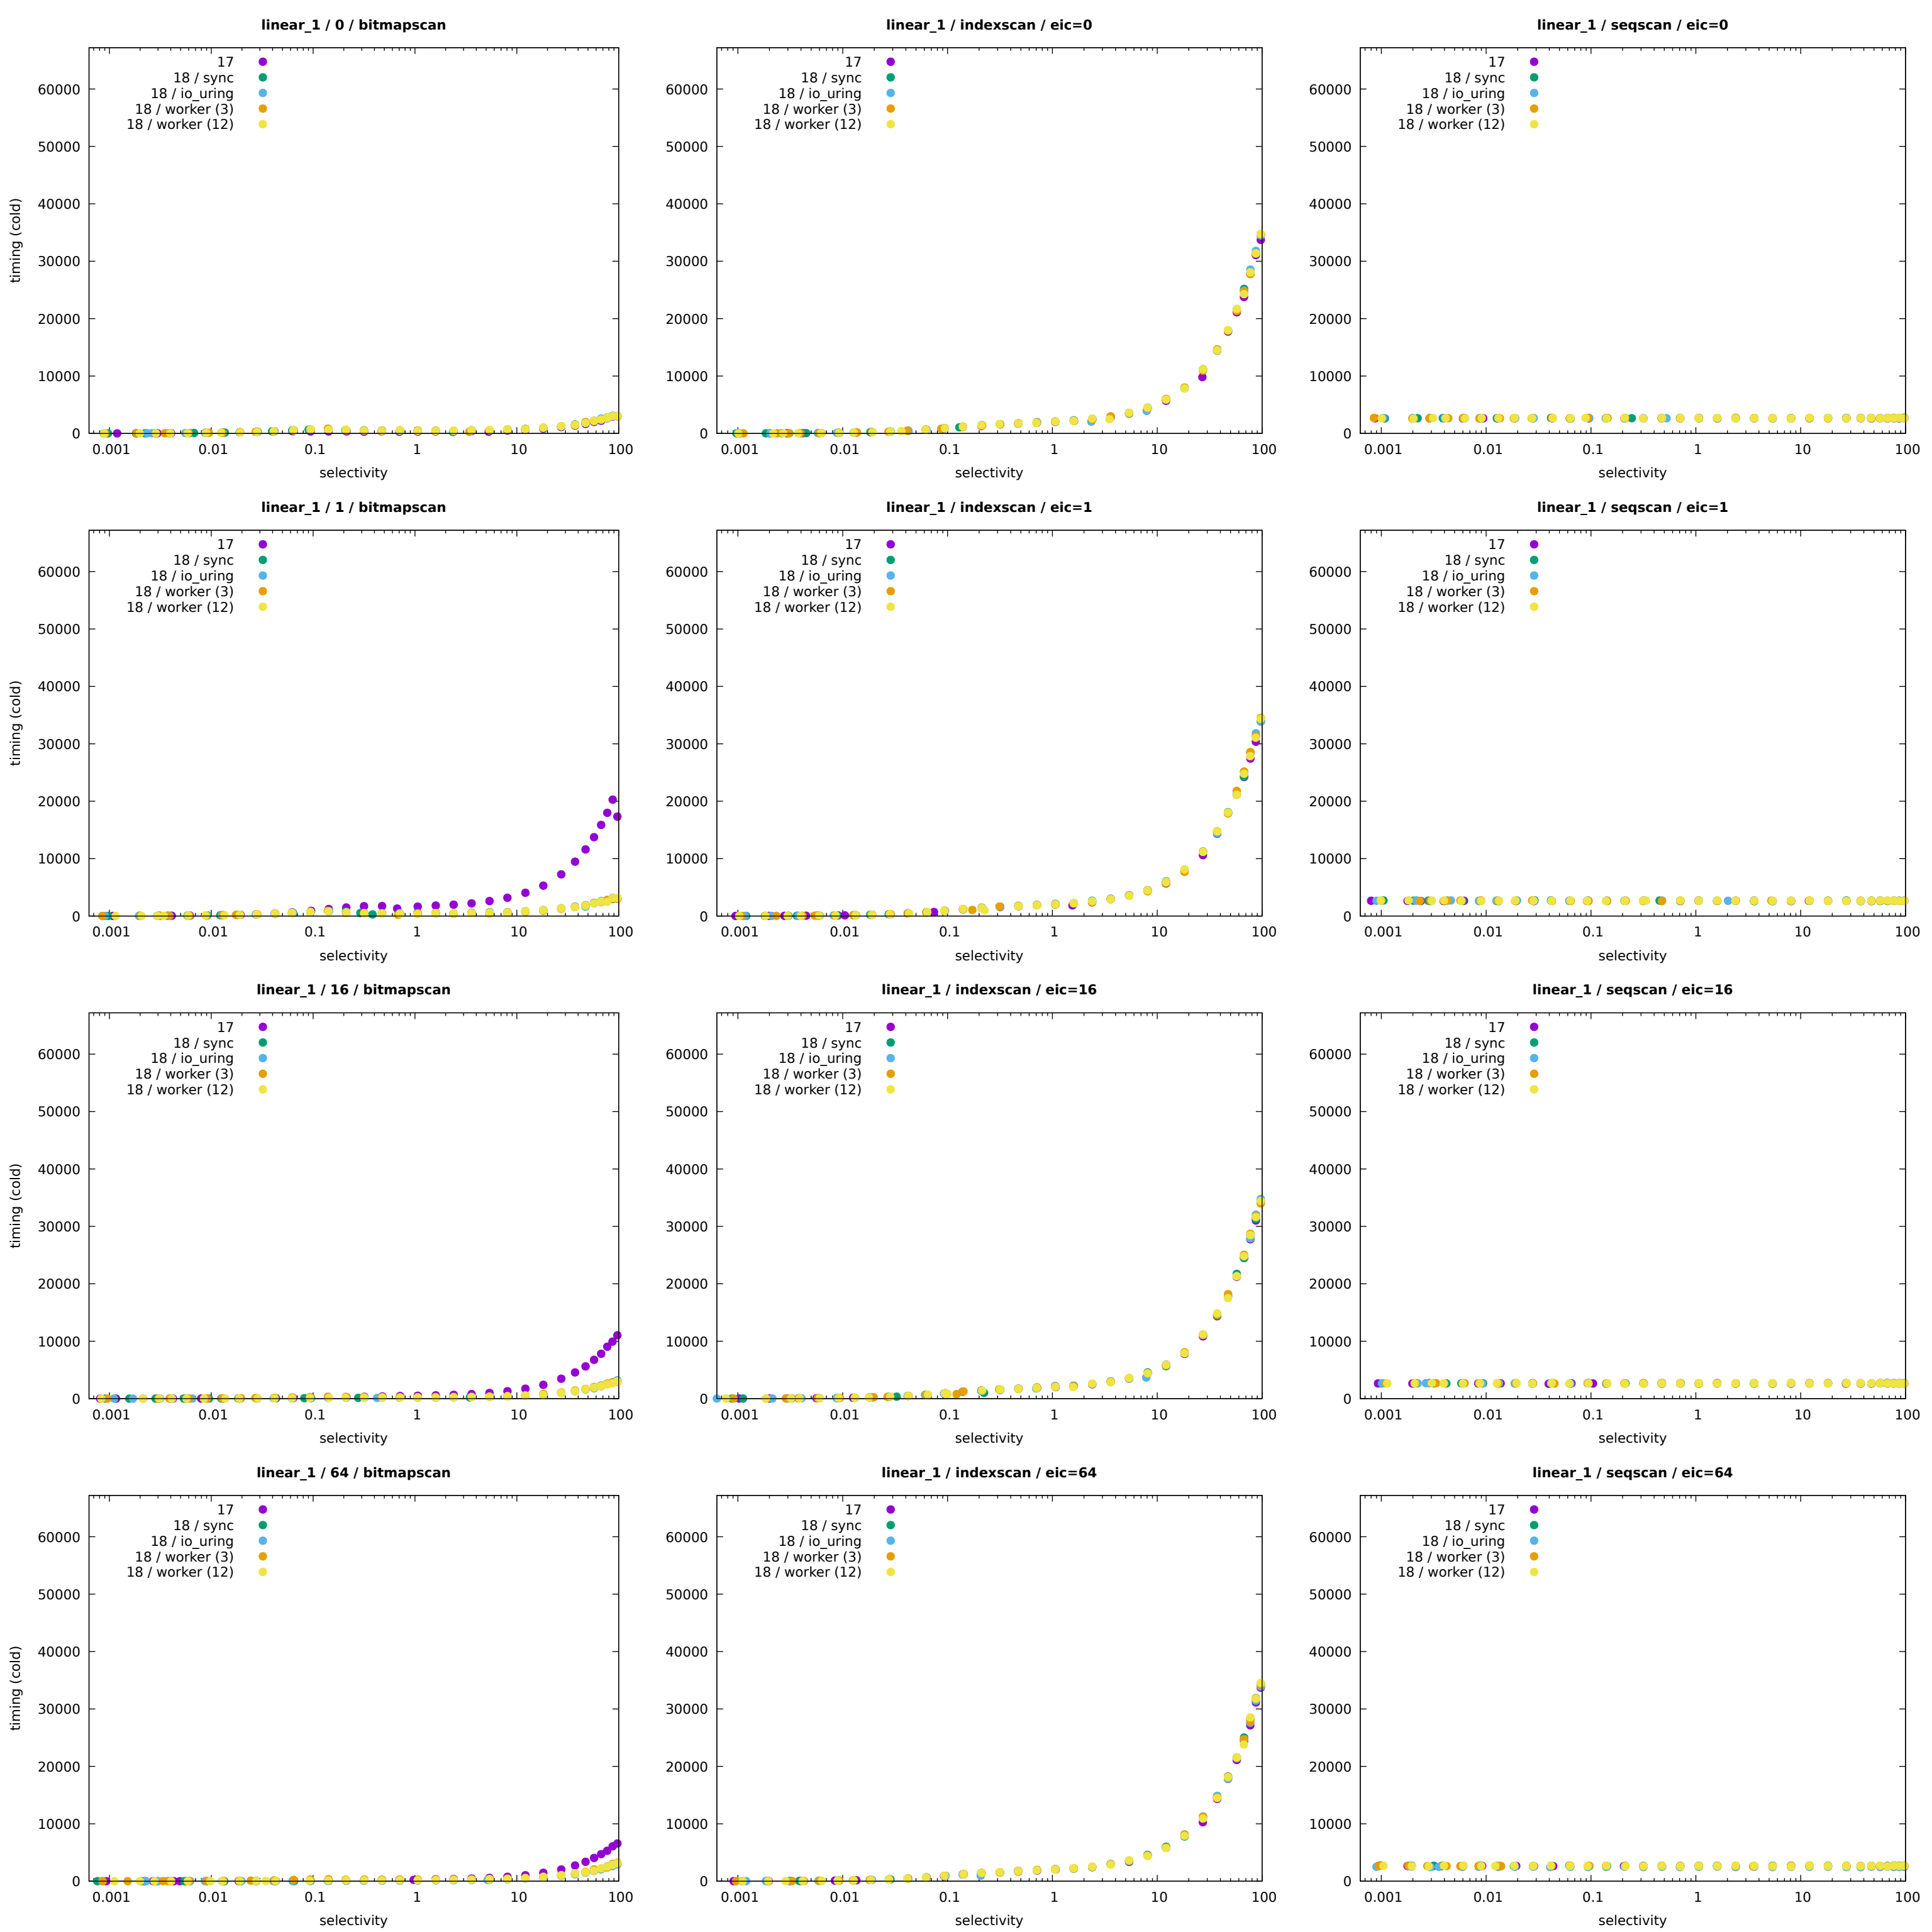 linear_1 / 0 / bitmapscan
timing (cold)
60000
50000
40000
30000
20000
10000
0
17
18 / sync
18 / io_uring
18 / worker (3)
18 / worker (12)
0.001 0.01 0.1 1 10 100
selectivity
linear_1 / indexscan / eic=0
60000
50000
40000
30000
20000
10000
0
17
18 / sync
18 / io_uring
18 / worker (3)
18 / worker (12)
0.001 0.01 0.1 1 10 100
selectivity
linear_1 / seqscan / eic=0
60000
50000
40000
30000
20000
10000
0
17
18 / sync
18 / io_uring
18 / worker (3)
18 / worker (12)
0.001 0.01 0.1 1 10 100
selectivity
linear_1 / 1 / bitmapscan
timing (cold)
60000
50000
40000
30000
20000
10000
0
17
18 / sync
18 / io_uring
18 / worker (3)
18 / worker (12)
0.001 0.01 0.1 1 10 100
selectivity
linear_1 / indexscan / eic=1
60000
50000
40000
30000
20000
10000
0
17
18 / sync
18 / io_uring
18 / worker (3)
18 / worker (12)
0.001 0.01 0.1 1 10 100
selectivity
linear_1 / seqscan / eic=1
60000
50000
40000
30000
20000
10000
0
17
18 / sync
18 / io_uring
18 / worker (3)
18 / worker (12)
0.001 0.01 0.1 1 10 100
selectivity
linear_1 / 16 / bitmapscan
timing (cold)
60000
50000
40000
30000
20000
10000
0
17
18 / sync
18 / io_uring
18 / worker (3)
18 / worker (12)
0.001 0.01 0.1 1 10 100
selectivity
linear_1 / indexscan / eic=16
60000
50000
40000
30000
20000
10000
0
17
18 / sync
18 / io_uring
18 / worker (3)
18 / worker (12)
0.001 0.01 0.1 1 10 100
selectivity
linear_1 / seqscan / eic=16
60000
50000
40000
30000
20000
10000
0
17
18 / sync
18 / io_uring
18 / worker (3)
18 / worker (12)
0.001 0.01 0.1 1 10 100
selectivity
linear_1 / 64 / bitmapscan
timing (cold)
60000
50000
40000
30000
20000
10000
0
17
18 / sync
18 / io_uring
18 / worker (3)
18 / worker (12)
0.001 0.01 0.1 1 10 100
selectivity
linear_1 / indexscan / eic=64
60000
50000
40000
30000
20000
10000
0
17
18 / sync
18 / io_uring
18 / worker (3)
18 / worker (12)
0.001 0.01 0.1 1 10 100
selectivity
linear_1 / seqscan / eic=64
60000
50000
40000
30000
20000
10000
0
17
18 / sync
18 / io_uring
18 / worker (3)
18 / worker (12)
0.001 0.01 0.1 1 10 100
selectivity